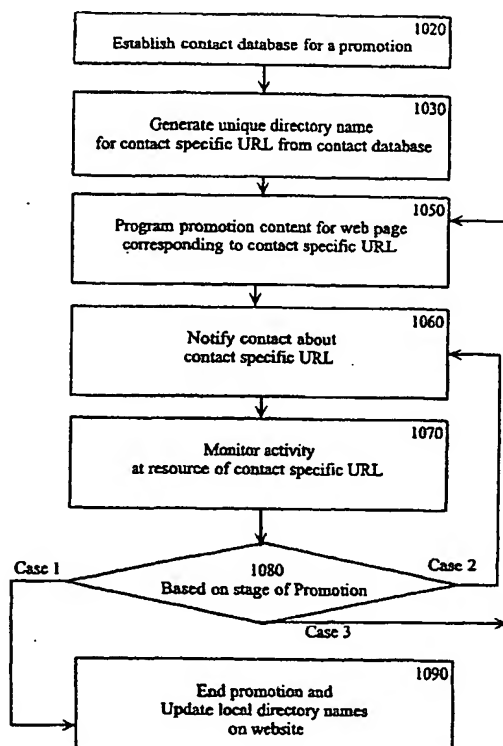 1020
Establish contact database for a promotion
1030
Generate unique directory name
for contact specific URL from contact database
1050
Program promotion content for web page
corresponding to contact specific URL
1060
Notify contact about
contact specific URL
1070
Monitor activity
at resource of contact specific URL
Case 1
1080
Case 2
Based on stage of Promotion
Case 3
1090
End promotion and
Update local directory names
on website